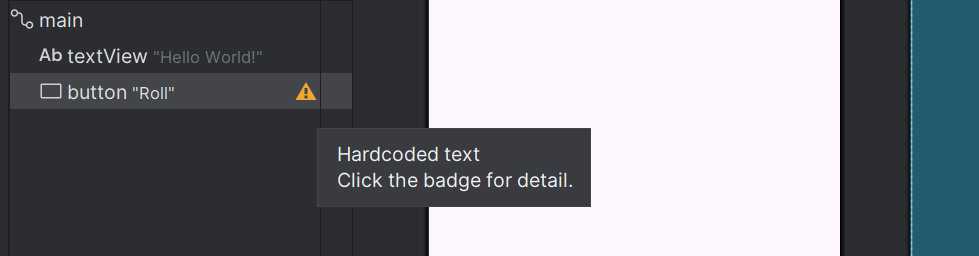 main
Ab textView "Hello World!"
button "Roll"
Hardcoded text
Click the badge for detail.